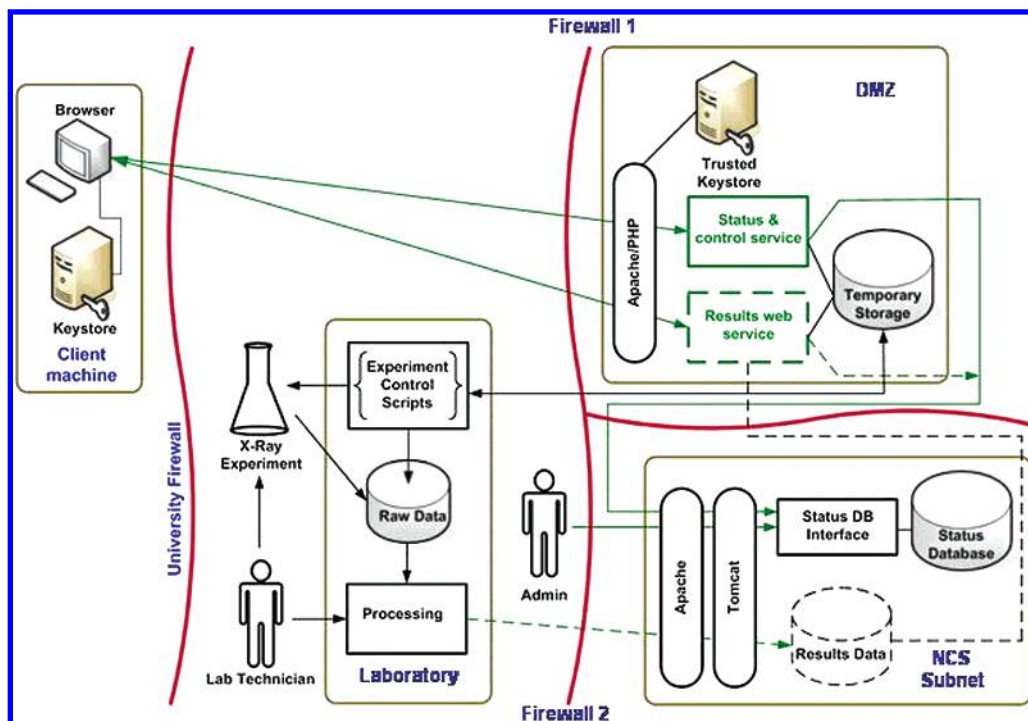 Firewall 1
Browser
Keystore
Client
machine
University Firewall
DMZ
Trusted
Keystore
Apache/PHP
Status &
control service
Results web
service
Temporary
Storage
Experiment
Control
Scripts
X-Ray
Experiment
Raw Data
Processing
Lab Technician
Laboratory
Admin
Apache
Tomcat
Status DB
Interface
Status
Database
Results Data
NCS
Subnet
Firewall 2